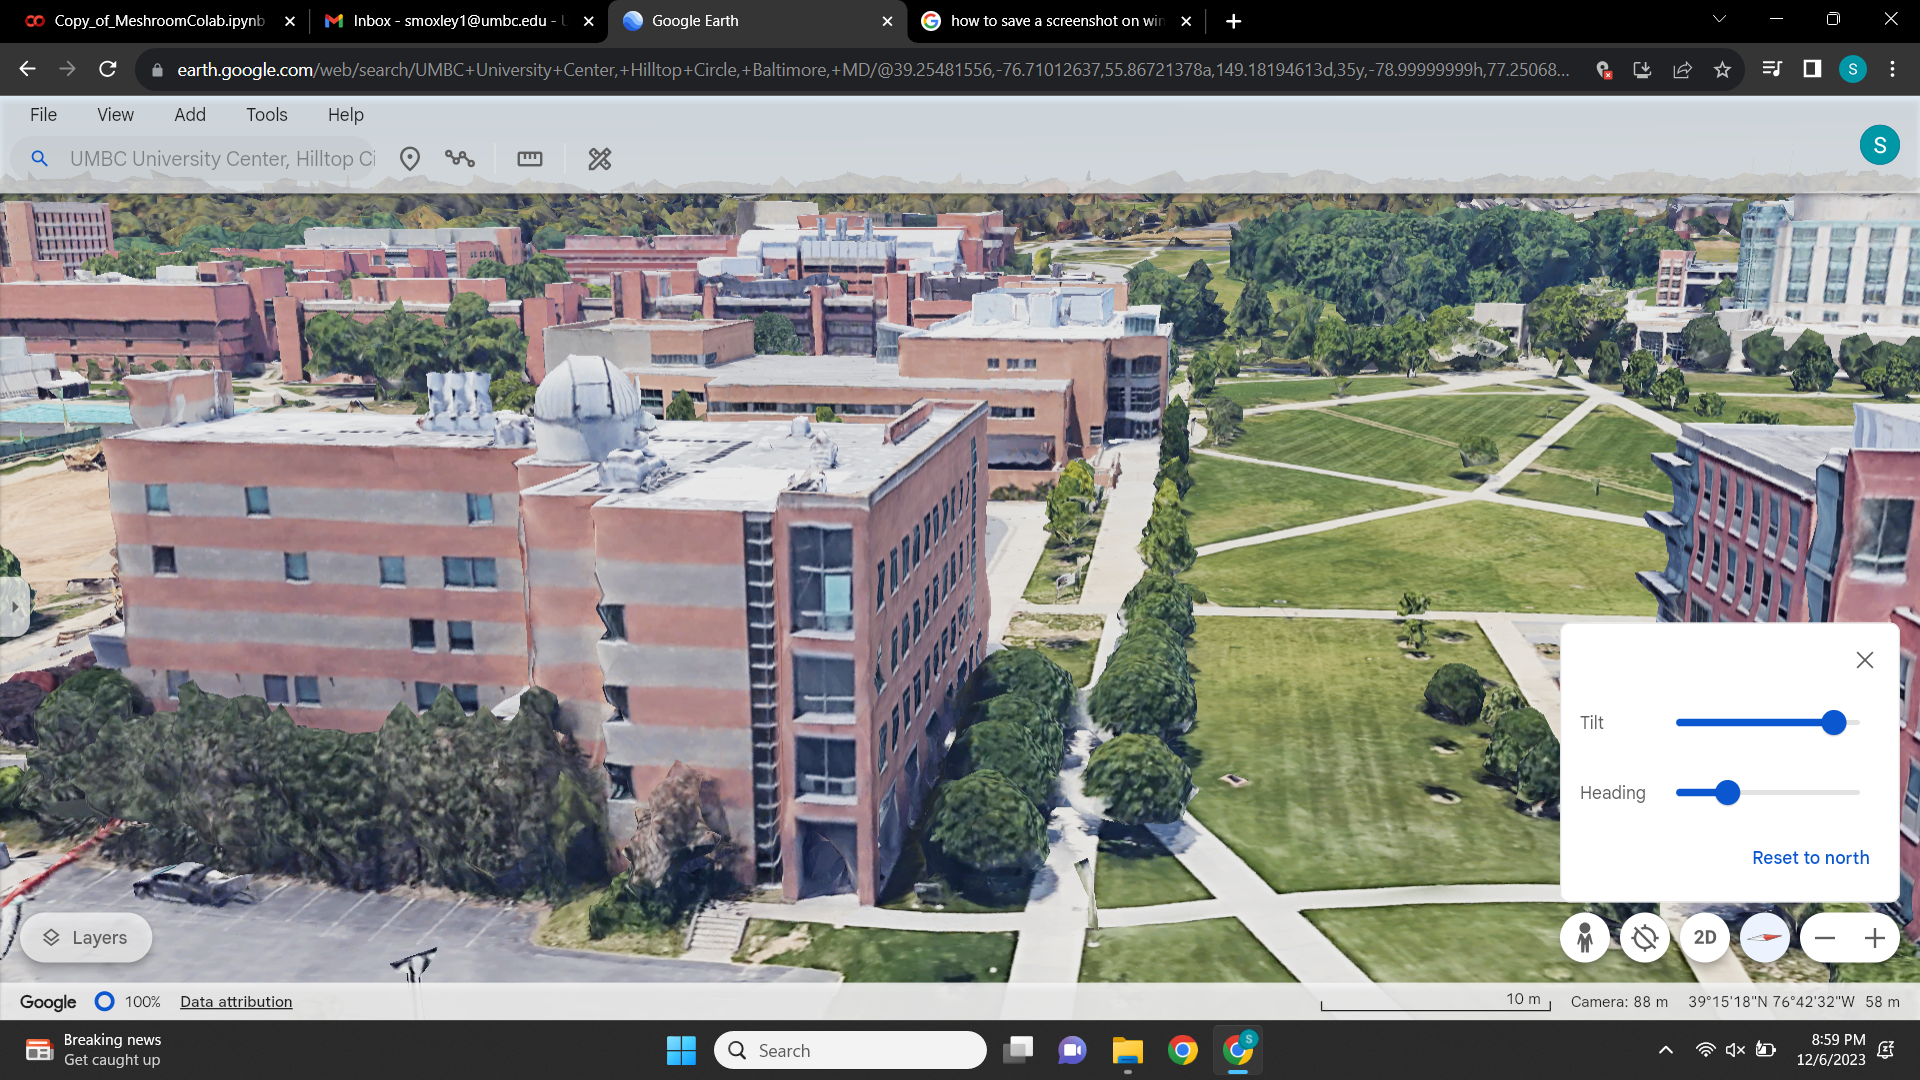 Copy_of_MeshroomColab.ipynb
Inbox - smoxley1@umbc.edu - U
Google Earth
how to save a screenshot on win
earth.google.com/web/search/UMBC+University+Center,+Hilltop+Circle,+Baltimore,+MD/@39.25481556,-76.71012637,55.86721378a,149.18194613d,35y,-78.99999999h,77.25068...
S
File View Add Tools Help
UMBC University Center, Hilltop Ci
S
Tilt
Heading
Reset to north
Layers
2D
Google 100% Data attribution
10 m
Camera: 88 m 39°15'18"N 76°42'32"W 58 m
Breaking news
Get caught up
Search
S
8:59 PM
12/6/2023